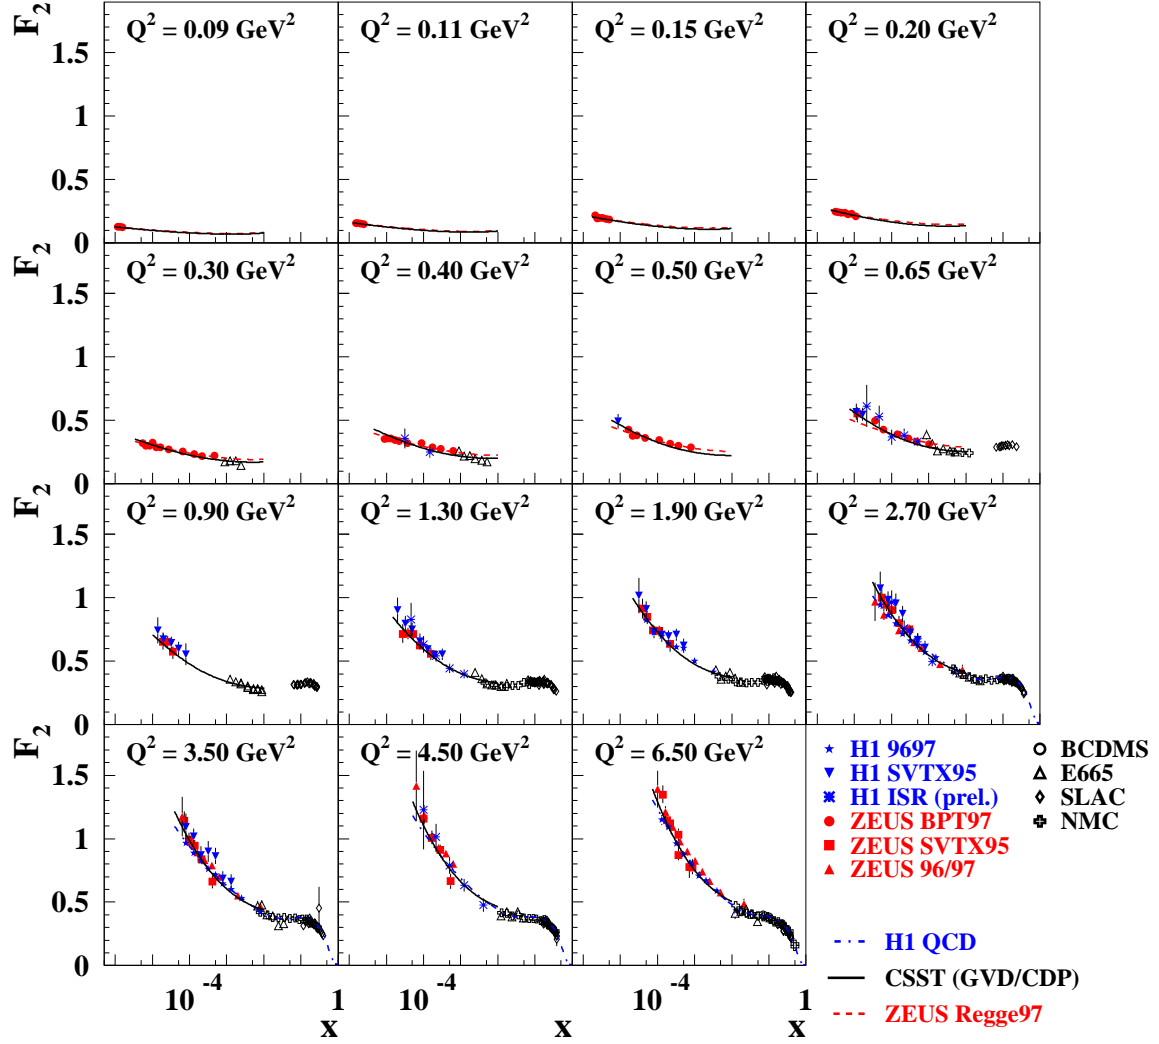 F₂
Q² = 0.09 GeV²
Q² = 0.11 GeV²
Q² = 0.15 GeV²
Q² = 0.20 GeV²
1.5
1
0.5
0
F₂
Q² = 0.30 GeV²
Q² = 0.40 GeV²
Q² = 0.50 GeV²
Q² = 0.65 GeV²
1.5
1
0.5
0
F₂
Q² = 0.90 GeV²
Q² = 1.30 GeV²
Q² = 1.90 GeV²
Q² = 2.70 GeV²
1.5
1
0.5
0
F₂
Q² = 3.50 GeV²
Q² = 4.50 GeV²
Q² = 6.50 GeV²
1.5
1
0.5
0
10⁻⁴ 1
x
10⁻⁴
x
10⁻⁴ 1
x
H1 9697
H1 SVTX95
H1 ISR (prel.)
ZEUS BPT97
ZEUS SVTX95
ZEUS 96/97
BCDMS
E665
SLAC
NMC
H1 QCD
CSST (GVD/CDP)
ZEUS Regge97